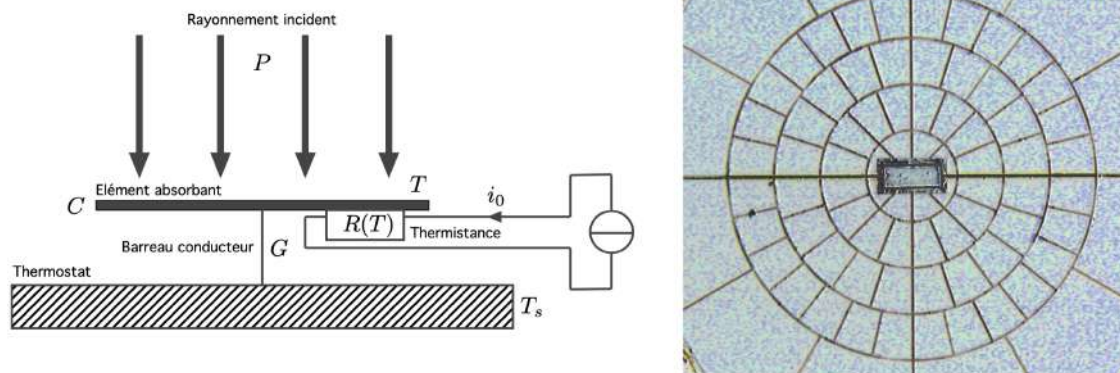 Rayonnement incident
P
Elément absorbant
T
C
i₀
R(T)
Thermistance
Barreau conducteur
G
Thermostat
Tₛ